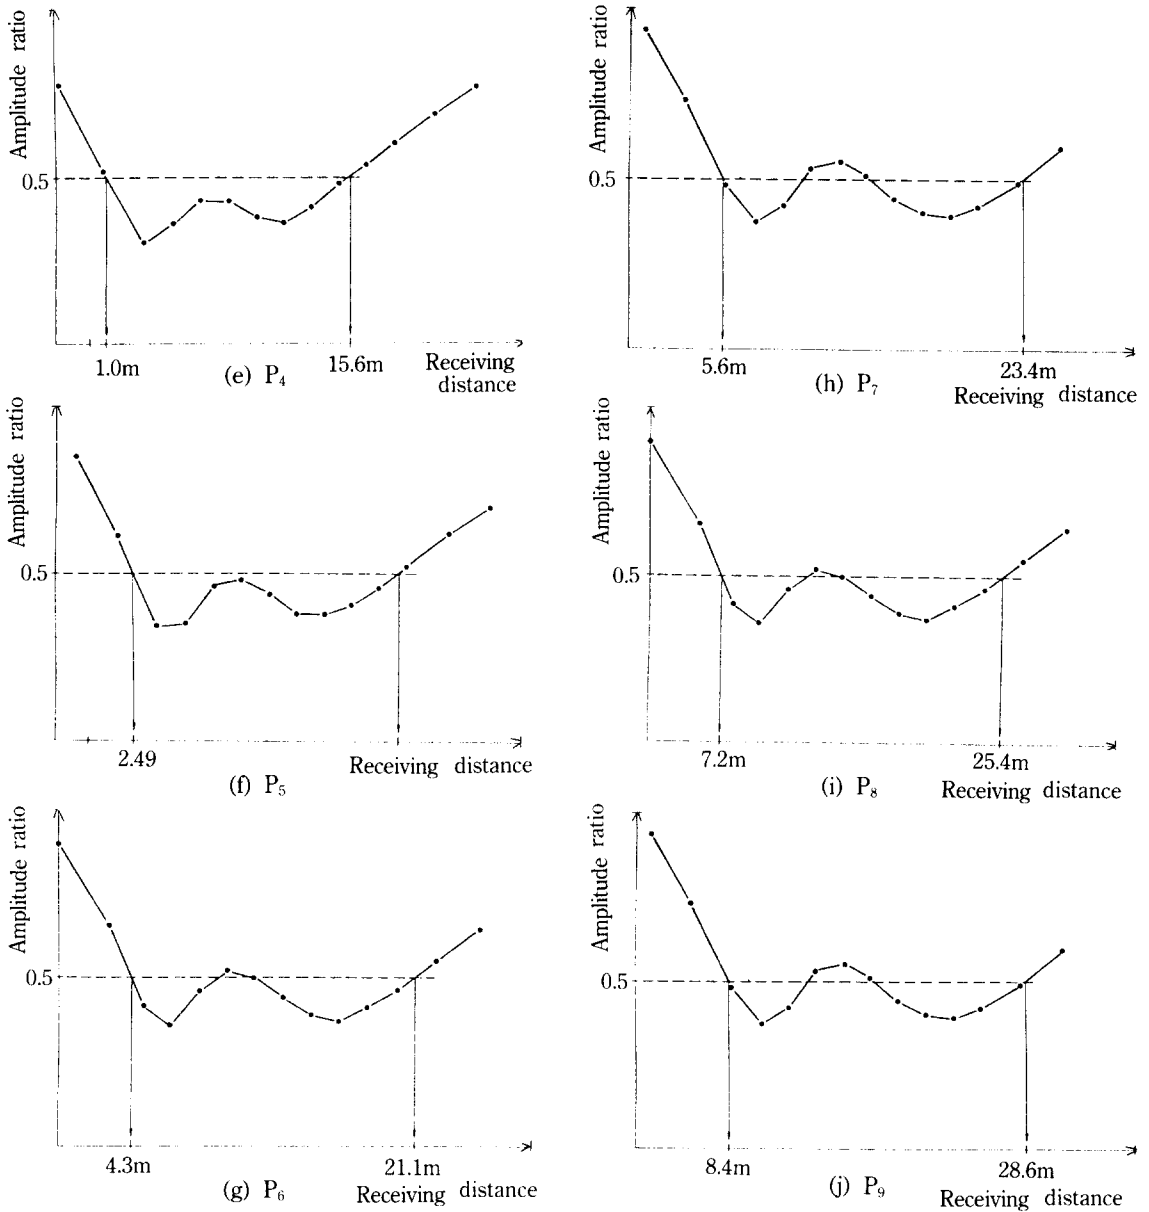 Amplitude ratio
0.5
1.0m
15.6m
Receiving
distance
(e) P₄
Amplitude ratio
0.5
2.49
Receiving distance
(f) P₅
Amplitude ratio
0.5
4.3m
21.1m
Receiving distance
(g) P₆
Amplitude ratio
0.5
5.6m
23.4m
Receiving distance
(h) P₇
Amplitude ratio
0.5
7.2m
25.4m
Receiving distance
(i) P₈
Amplitude ratio
0.5
8.4m
28.6m
Receiving distance
(j) P₉